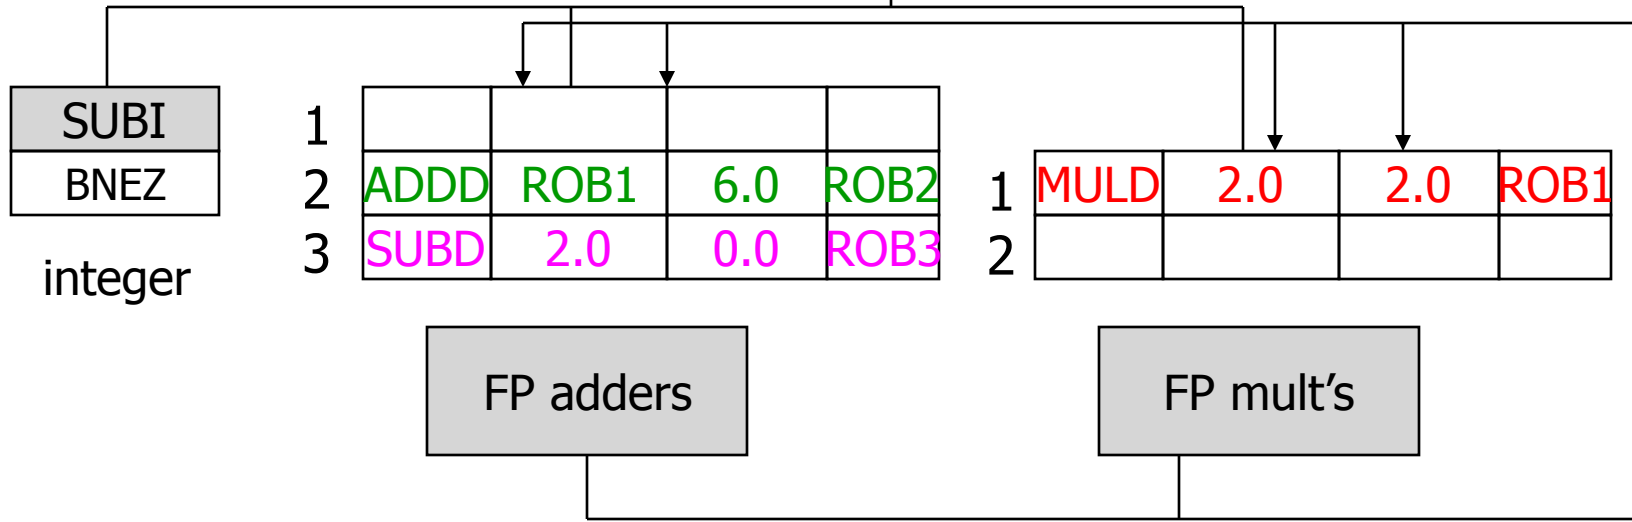 SUBI
1
BNEZ
2 ADDD ROB1 6.0 ROB2
1 MULD 2.0 2.0 ROB1
3 SUBD 2.0 0.0 ROB3
2
integer
FP adders
FP mult’s